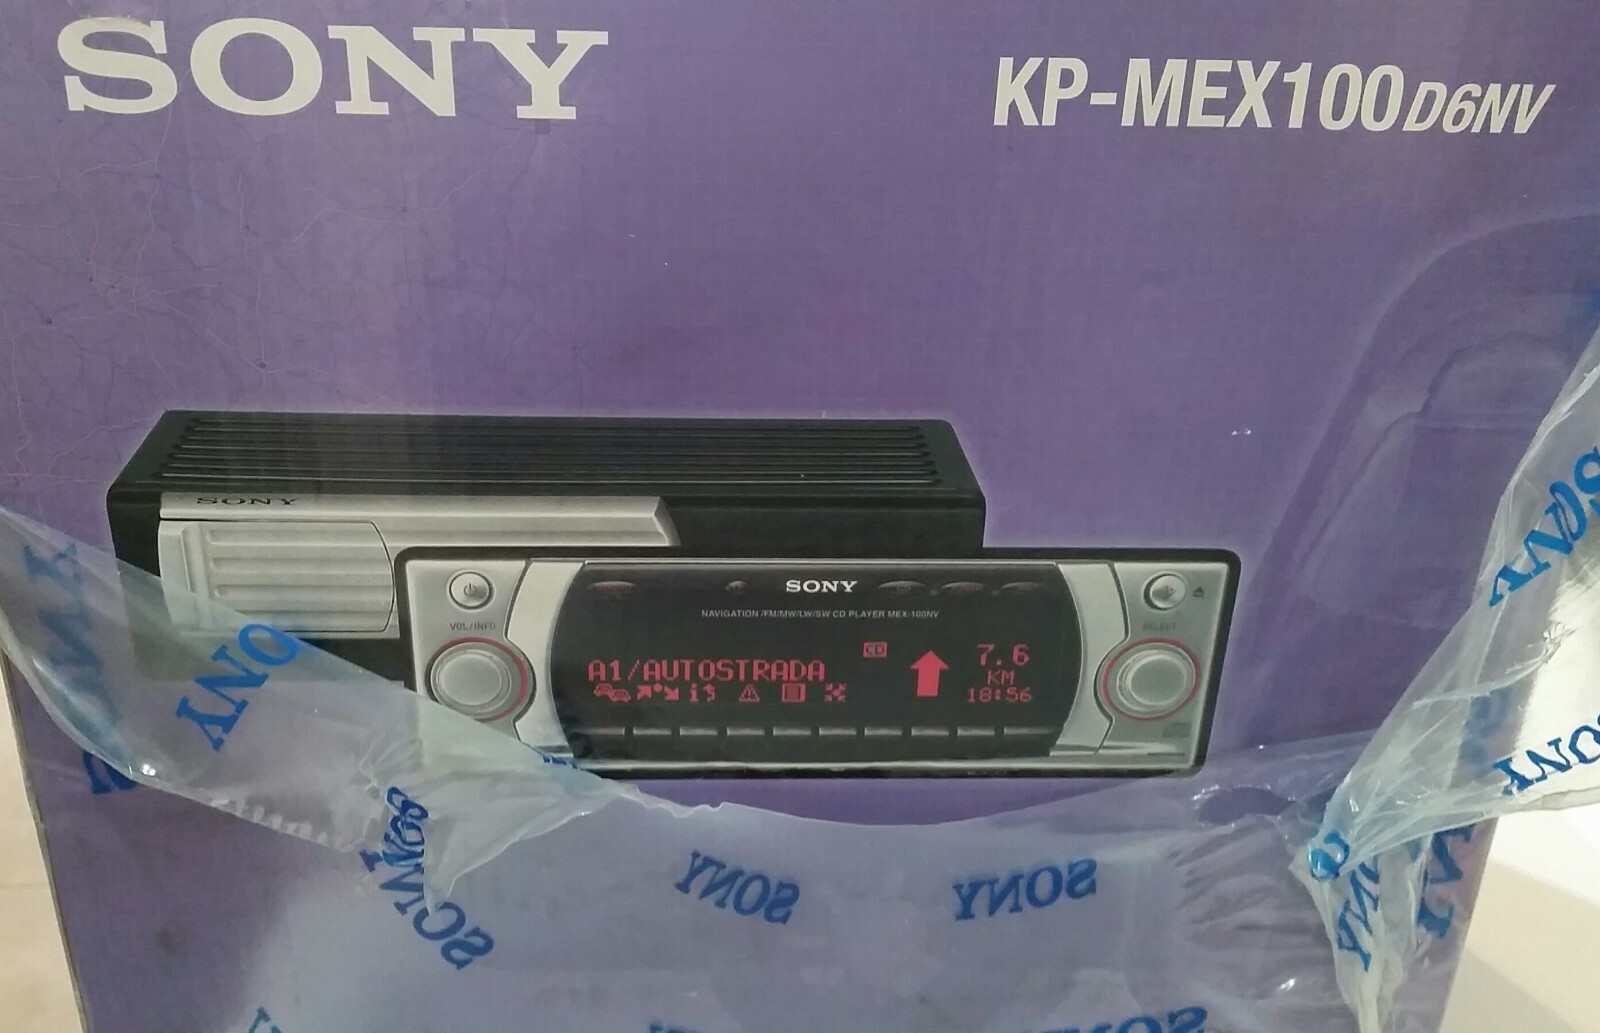 SONY
KP-MEX100D6NV
SONY
SONY
NAVIGATION /FM/MW/LW/SW CD PLAYER MEX-100NV
VOL/INFO
SELECT
CD
A1/AUTOSTRADA
7.6
KM
18:56
SONY
SONY
SONY
SONY
SONY
SONY